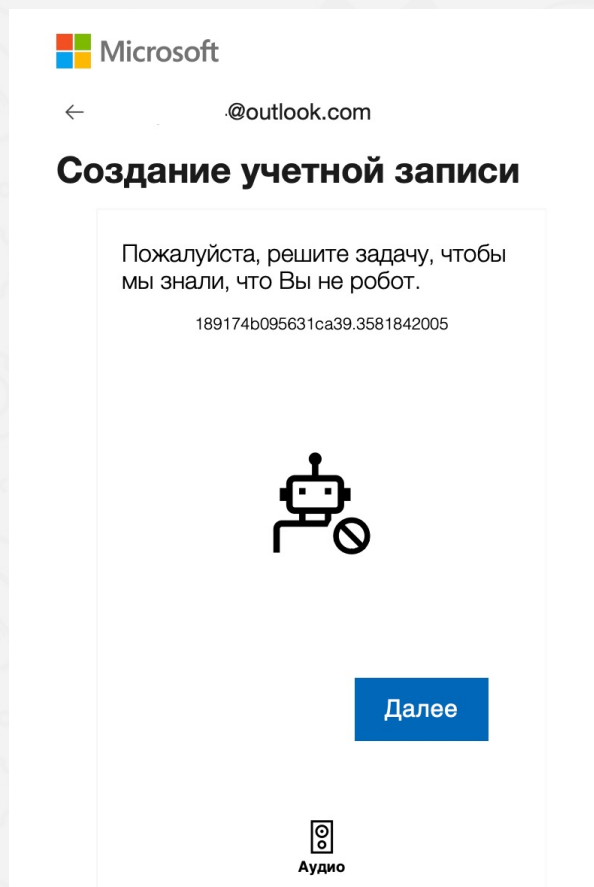 Microsoft
@outlook.com
Создание учетной записи
Пожалуйста, решите задачу, чтобы
мы знали, что Вы не робот.
189174b095631ca39.3581842005
Далее
Аудио